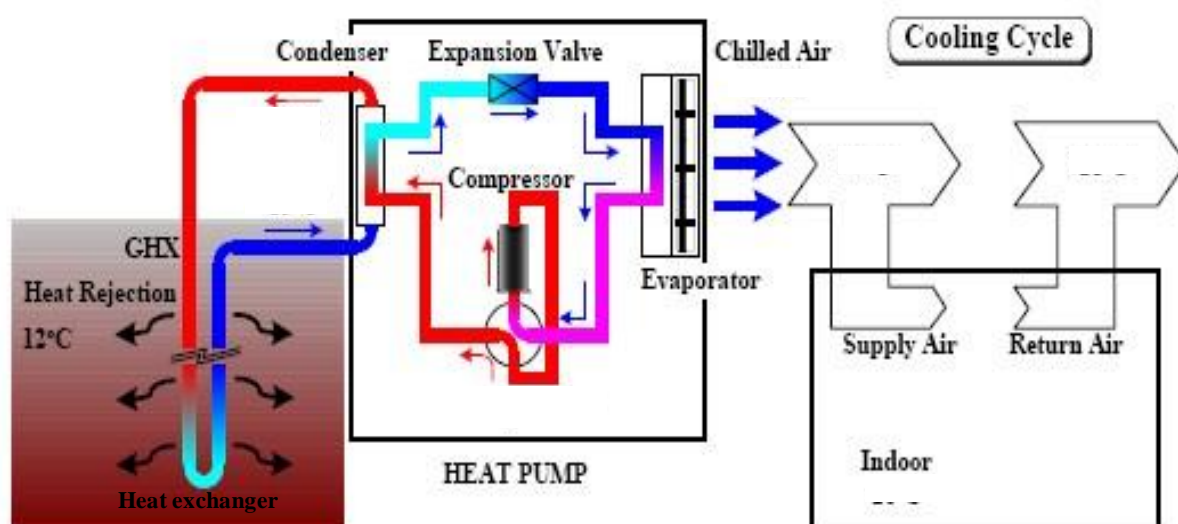 Condenser
Expansion Valve
Chilled Air
Cooling Cycle
Compressor
GHX
Heat Rejection
12°C
Evaporator
Supply Air
Return Air
Indoor
HEAT PUMP
Heat exchanger